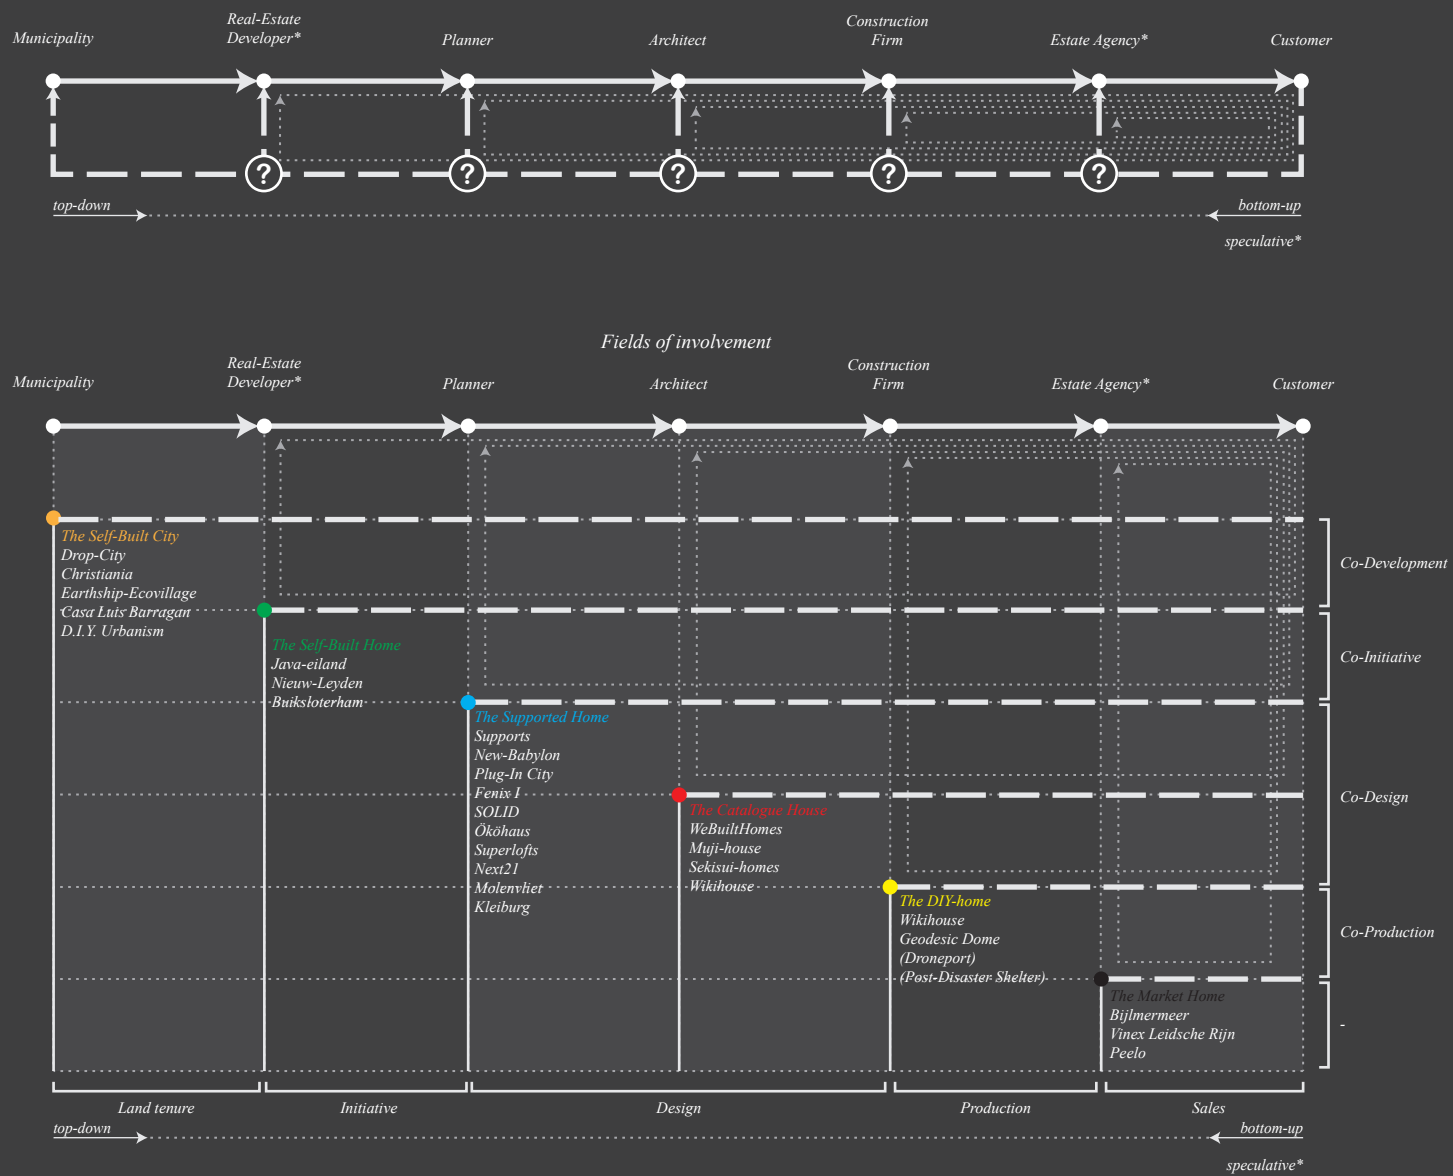 Municipality
Real-Estate
Developer*
Planner
Architect
Construction
Firm
Estate Agency*
Customer
?
?
?
?
?
top-down
bottom-up
speculative*
Fields of involvement
Municipality
Real-Estate
Developer*
Planner
Architect
Construction
Firm
Estate Agency*
Customer
The Self-Built City
Drop-City
Christiania
Earthship-Ecovillage
Casa Luis Barragan
D.I.Y. Urbanism
The Self-Built Home
Java-eiland
Nieuw-Leyden
Buiksloterham
The Supported Home
Supports
New-Babylon
Plug-In City
Fenix I
SOLID
Ököhaus
Superlofts
Next21
Molenvliet
Kleiburg
The Catalogue House
WeBuiltHomes
Muji-house
Sekisui-homes
Wikihouse
The DIY-home
Wikihouse
Geodesic Dome
(Droneport)
(Post-Disaster Shelter)
The Market Home
Bijlmermeer
Vinex Leidsche Rijn
Peelo
Co-Development
Co-Initiative
Co-Design
Co-Production
-
Land tenure
Initiative
Design
Production
Sales
top-down
bottom-up
speculative*